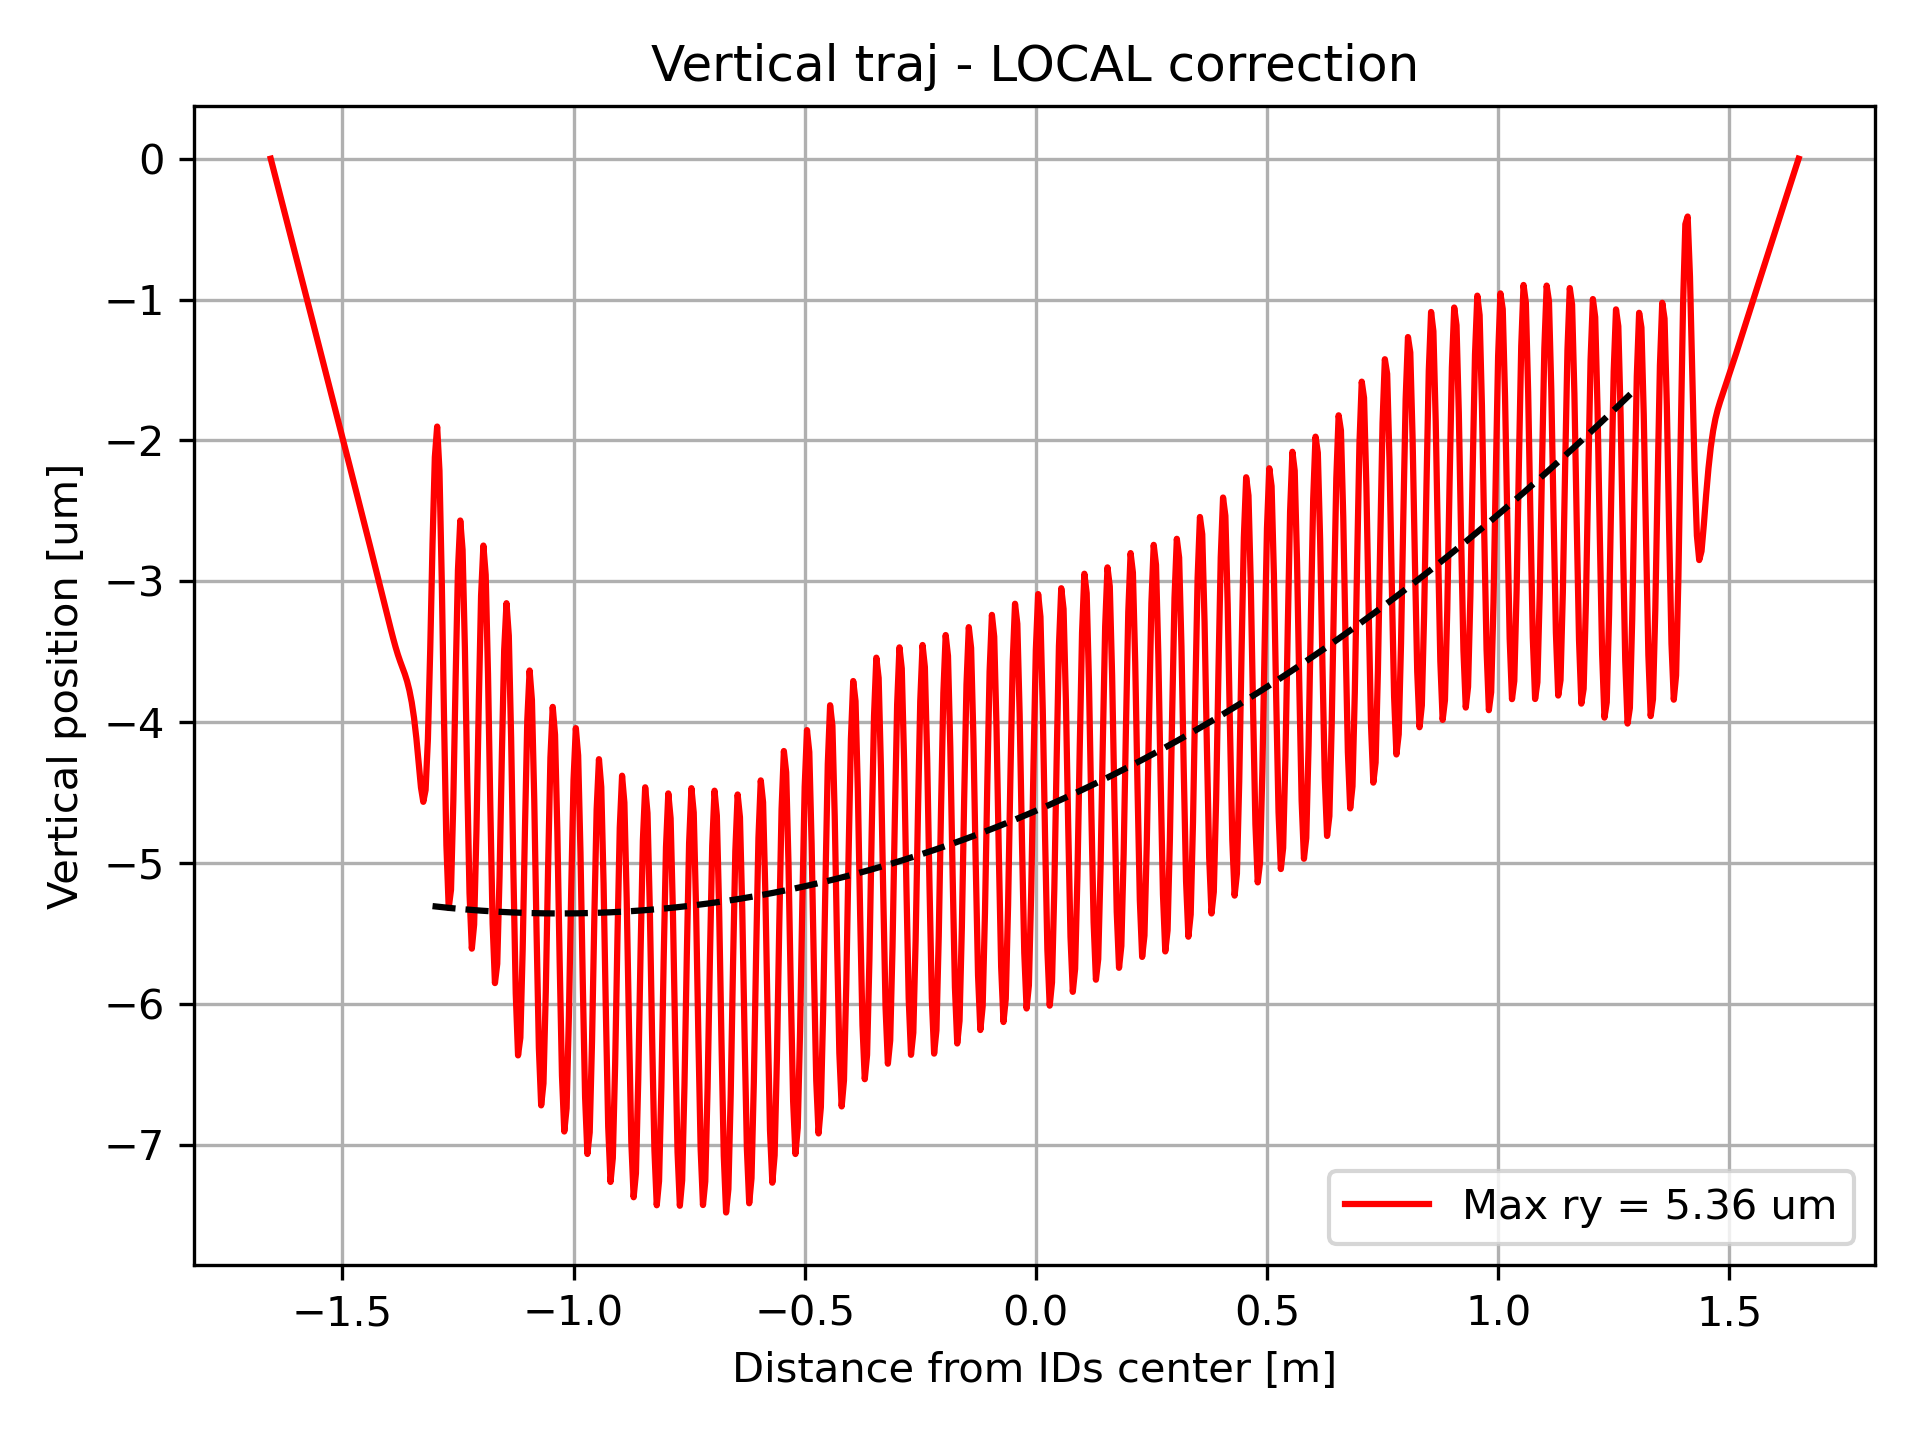 Vertical traj - LOCAL correction
Vertical position [um]
0
−1
−2
−3
−4
−5
−6
−7
Max ry = 5.36 um
−1.5 −1.0 −0.5 0.0 0.5 1.0 1.5
Distance from IDs center [m]